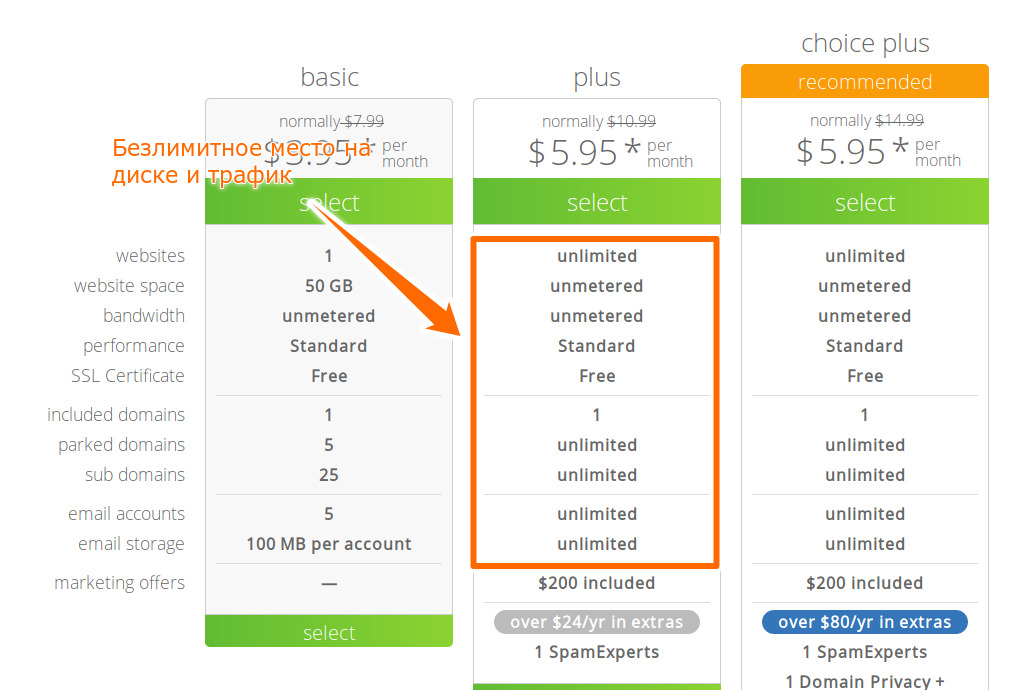 choice plus
basic
plus
recommended
normally $7.99
normally $10.99
normally $14.99
$3.95* per month
$5.95* per month
$5.95* per month
Безлимитное место на
диске и трафик
select
select
select
websites 1 unlimited unlimited
website space 50 GB unmetered unmetered
bandwidth unmetered unmetered unmetered
performance Standard Standard Standard
SSL Certificate Free Free Free
included domains 1 1 1
parked domains 5 unlimited unlimited
sub domains 25 unlimited unlimited
email accounts 5 unlimited unlimited
email storage 100 MB per account unlimited unlimited
marketing offers — $200 included $200 included
over $24/yr in extras over $80/yr in extras
select
1 SpamExperts 1 SpamExperts
1 Domain Privacy +